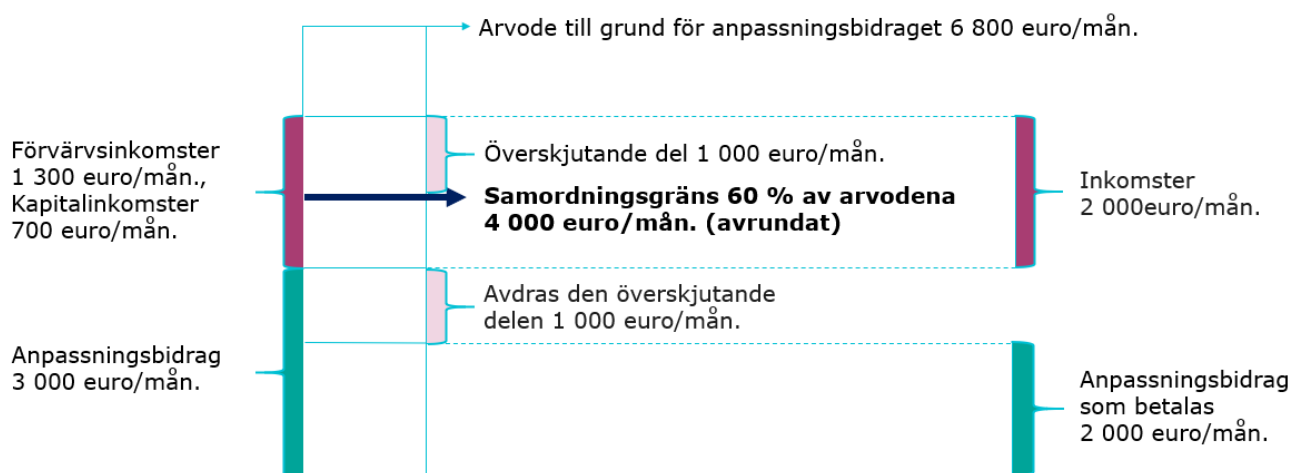 Arvode till grund för anpassningsbidraget 6 800 euro/mån.
Förvärvsinkomster
1 300 euro/mån.,
Kapitalinkomster
700 euro/mån.
Överskjutande del 1 000 euro/mån.
Samordningsgräns 60 % av arvodena
4 000 euro/mån. (avrundat)
Inkomster
2 000euro/mån.
Avdras den överskjutande
delen 1 000 euro/mån.
Anpassningsbidrag
3 000 euro/mån.
Anpassningsbidrag
som betalas
2 000 euro/mån.